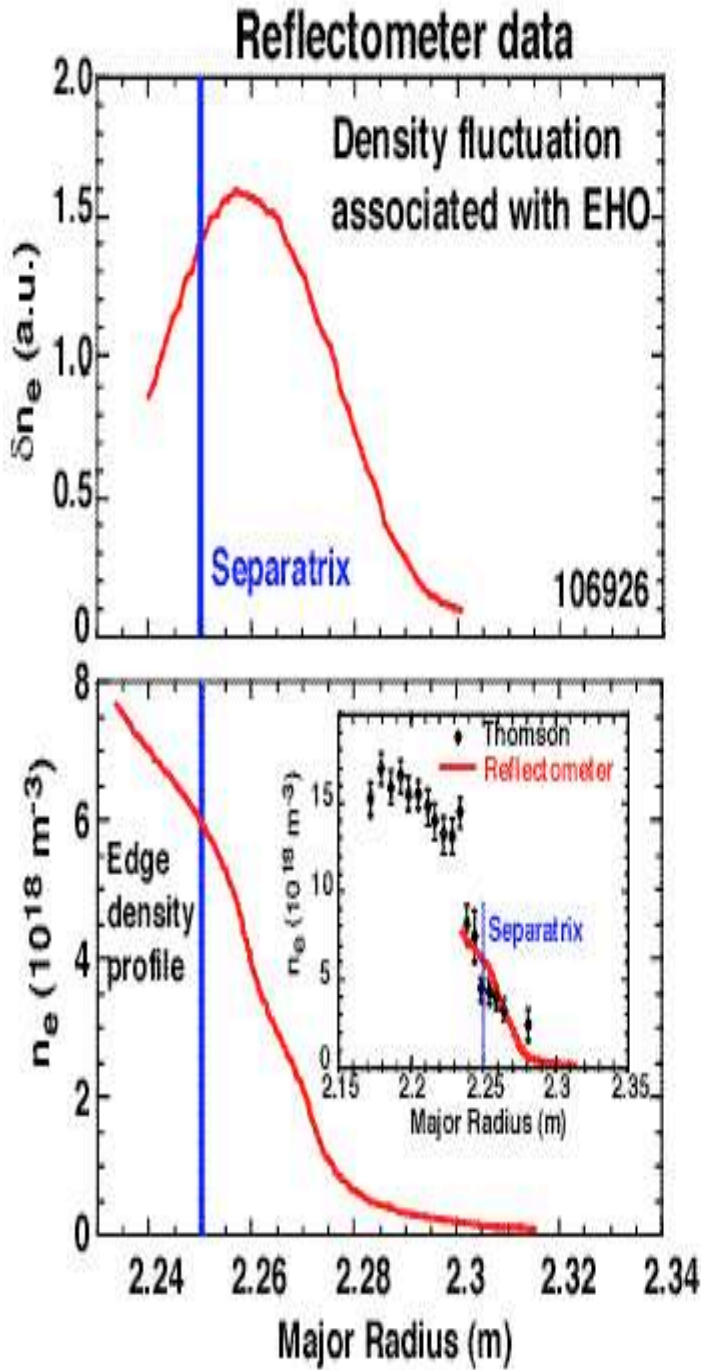 Reflectometer data
2.0
1.5
1.0
0.5
0
δnₑ (a.u.)
Density fluctuation
associated with EHO
Separatrix
106926
8
6
4
2
0
nₑ (10¹⁸ m⁻³)
Edge
density
profile
Thomson
Reflectometer
15
10
5
0
nₑ (10¹⁸ m⁻³)
Separatrix
2.15 2.2 2.25 2.3 2.35
Major Radius (m)
2.24 2.26 2.28 2.3 2.32 2.34
Major Radius (m)